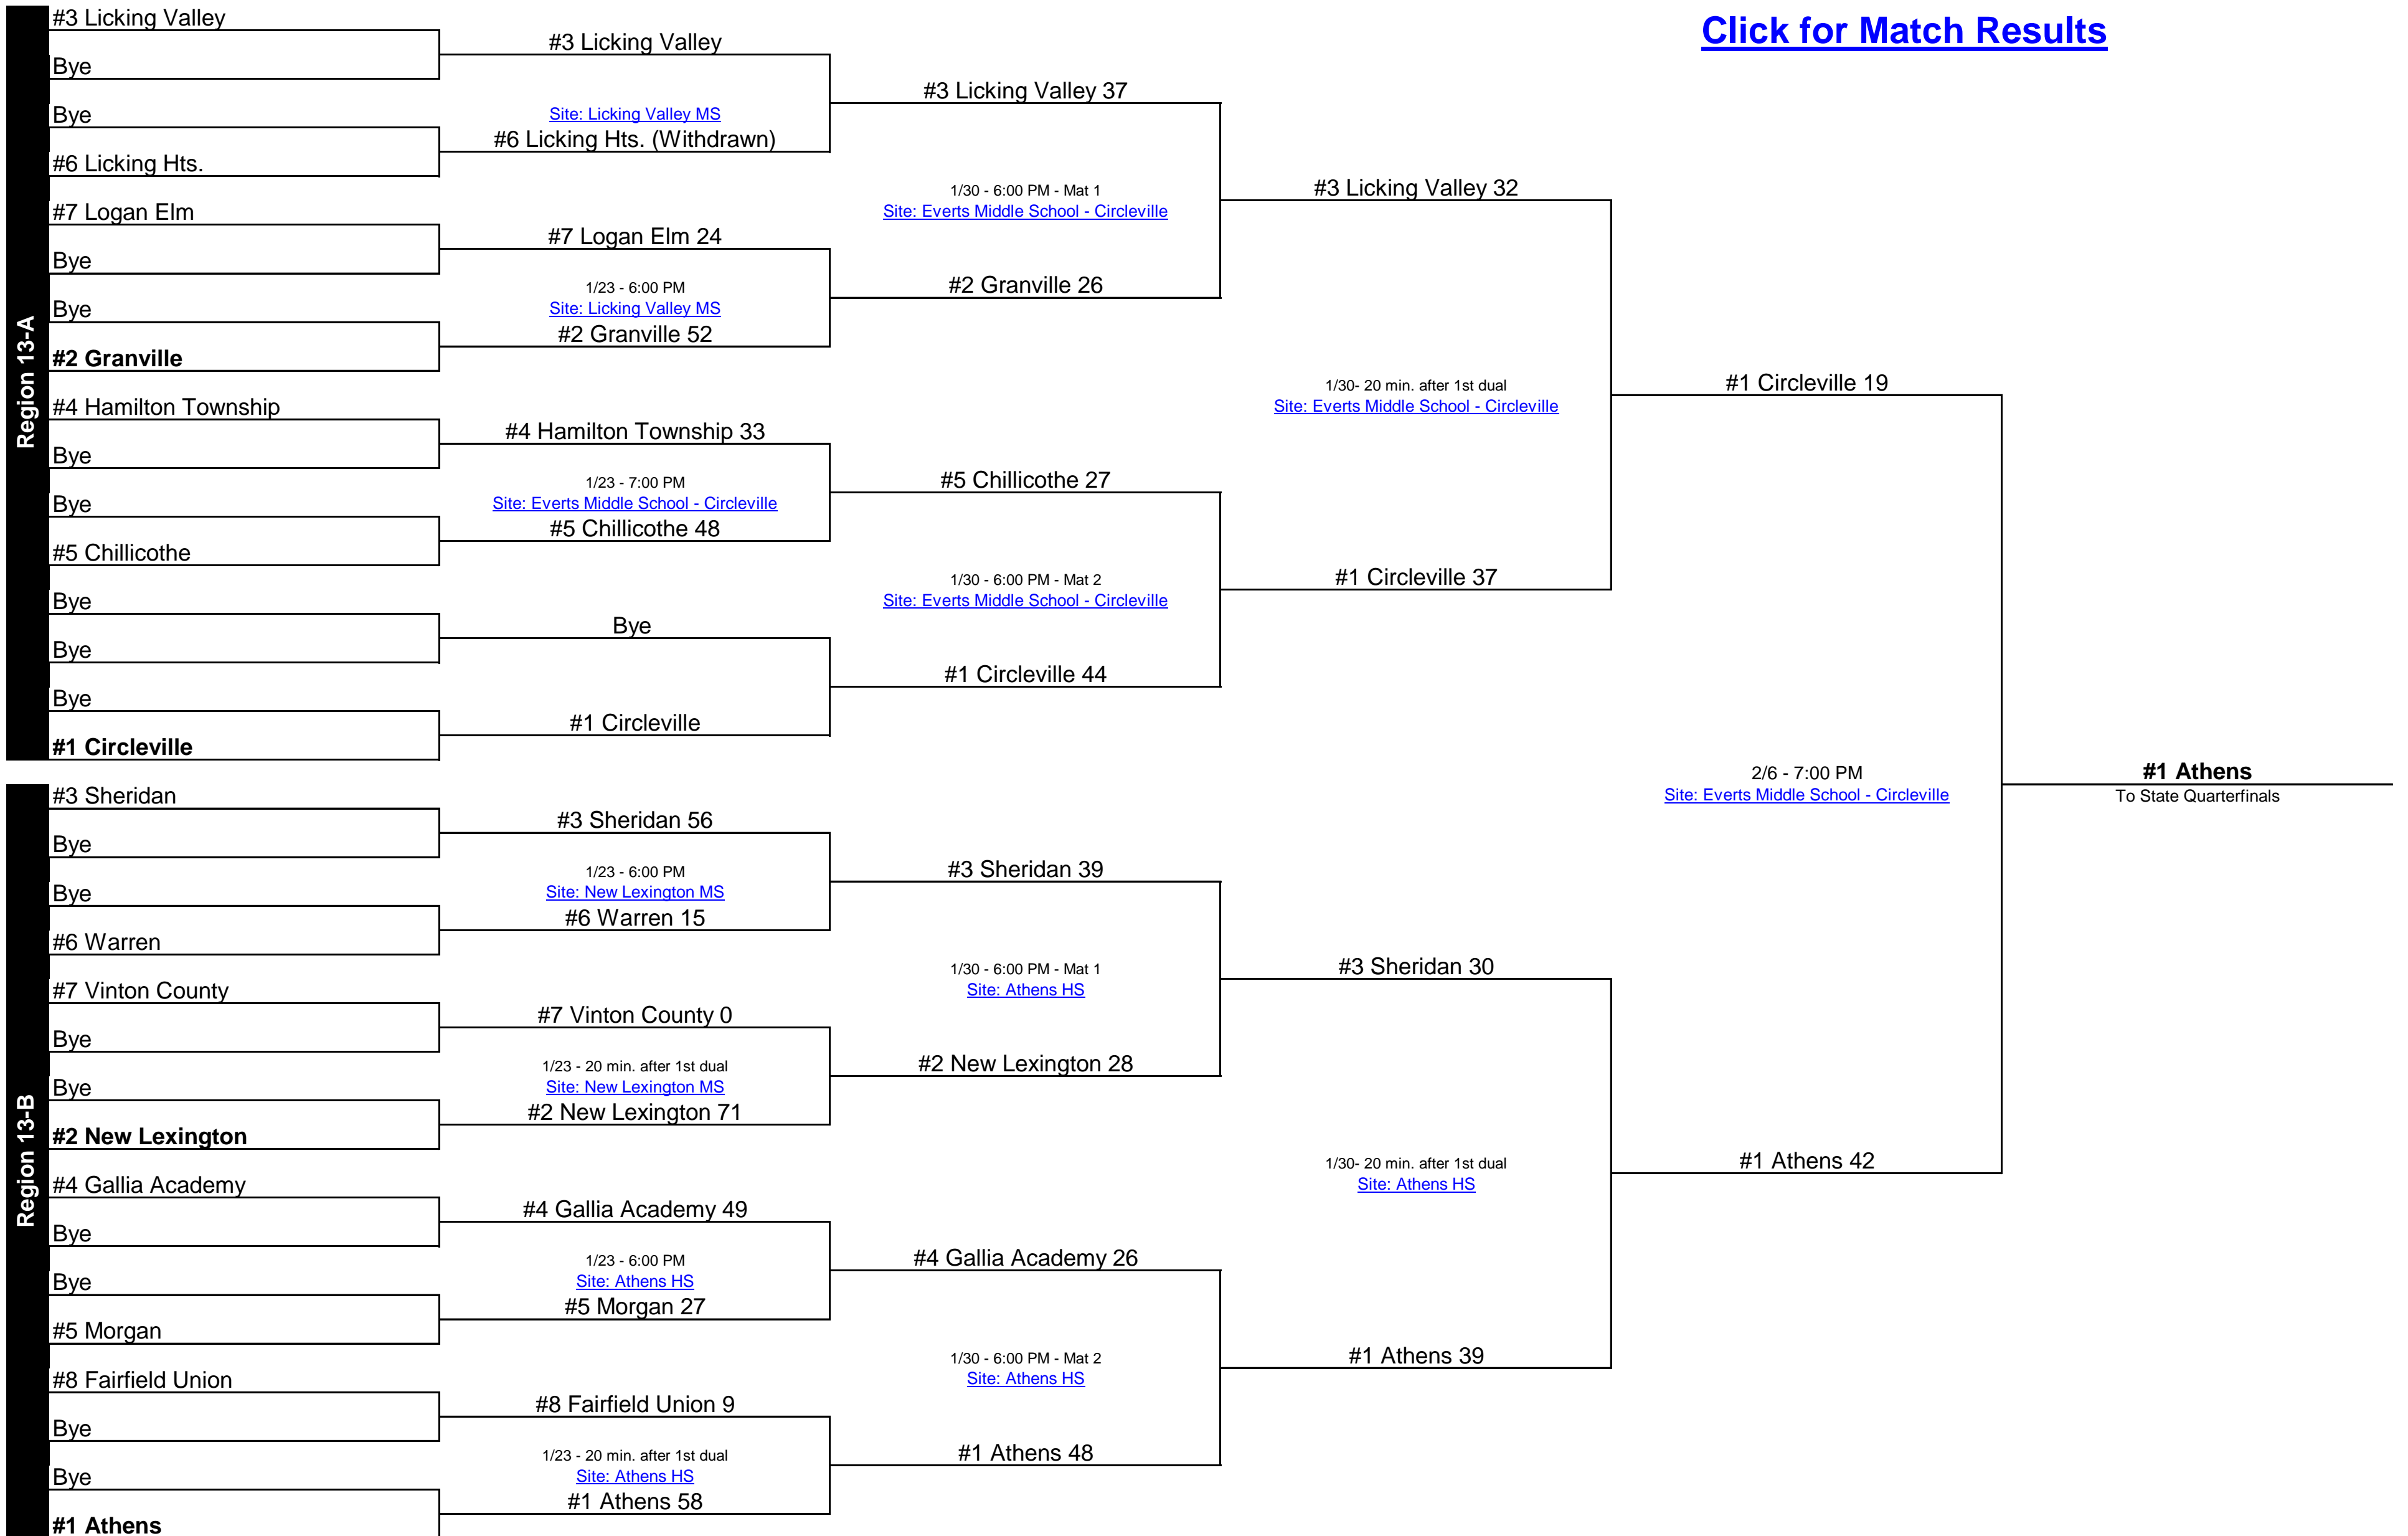 Click for Match Results
Region 13-A
#3 Licking Valley
Bye
Bye
#6 Licking Hts.
#7 Logan Elm
Bye
Bye
#2 Granville
#4 Hamilton Township
Bye
Bye
#5 Chillicothe
Bye
Bye
Bye
#1 Circleville
#3 Licking Valley
Site: Licking Valley MS
#6 Licking Hts. (Withdrawn)
#7 Logan Elm 24
1/23 - 6:00 PM
Site: Licking Valley MS
#2 Granville 52
#4 Hamilton Township 33
1/23 - 7:00 PM
Site: Everts Middle School - Circleville
#5 Chillicothe 48
Bye
#1 Circleville
#3 Licking Valley 37
1/30 - 6:00 PM - Mat 1
Site: Everts Middle School - Circleville
#2 Granville 26
#5 Chillicothe 27
1/30 - 6:00 PM - Mat 2
Site: Everts Middle School - Circleville
#1 Circleville 44
#3 Licking Valley 32
1/30- 20 min. after 1st dual
Site: Everts Middle School - Circleville
#1 Circleville 37
#1 Circleville 19
Region 13-B
#3 Sheridan
Bye
Bye
#6 Warren
#7 Vinton County
Bye
Bye
#2 New Lexington
#4 Gallia Academy
Bye
Bye
#5 Morgan
#8 Fairfield Union
Bye
Bye
#1 Athens
#3 Sheridan 56
1/23 - 6:00 PM
Site: New Lexington MS
#6 Warren 15
#7 Vinton County 0
1/23 - 20 min. after 1st dual
Site: New Lexington MS
#2 New Lexington 71
#4 Gallia Academy 49
1/23 - 6:00 PM
Site: Athens HS
#5 Morgan 27
#8 Fairfield Union 9
1/23 - 20 min. after 1st dual
Site: Athens HS
#1 Athens 58
#3 Sheridan 39
1/30 - 6:00 PM - Mat 1
Site: Athens HS
#2 New Lexington 28
#4 Gallia Academy 26
1/30 - 6:00 PM - Mat 2
Site: Athens HS
#1 Athens 48
#3 Sheridan 30
1/30- 20 min. after 1st dual
Site: Athens HS
#1 Athens 39
#1 Athens 42
2/6 - 7:00 PM
Site: Everts Middle School - Circleville
#1 Athens
To State Quarterfinals